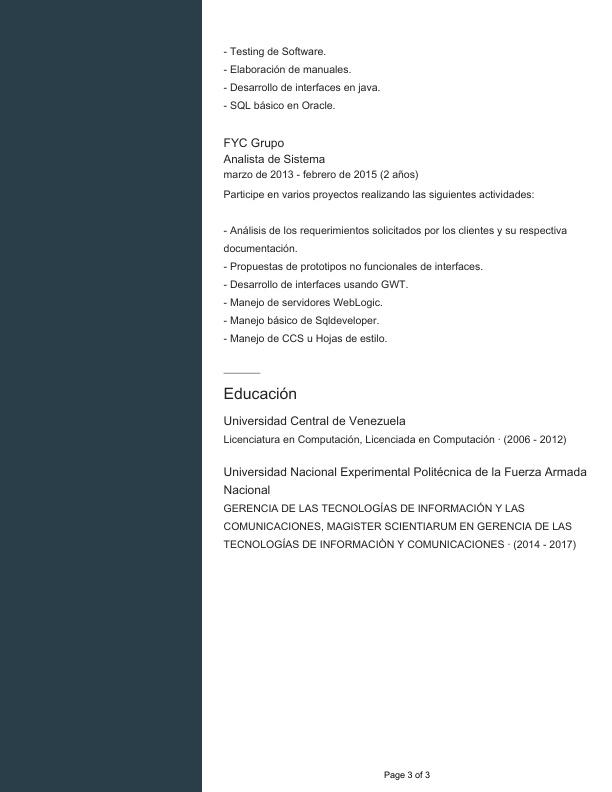 - Testing de Software.
- Elaboración de manuales.
- Desarrollo de interfaces en java.
- SQL básico en Oracle.
FYC Grupo
Analista de Sistema
marzo de 2013 - febrero de 2015 (2 años)
Participe en varios proyectos realizando las siguientes actividades:
- Análisis de los requerimientos solicitados por los clientes y su respectiva
documentación.
- Propuestas de prototipos no funcionales de interfaces.
- Desarrollo de interfaces usando GWT.
- Manejo de servidores WebLogic.
- Manejo básico de Sqldeveloper.
- Manejo de CCS u Hojas de estilo.
Educación
Universidad Central de Venezuela
Licenciatura en Computación, Licenciada en Computación · (2006 - 2012)
Universidad Nacional Experimental Politécnica de la Fuerza Armada
Nacional
GERENCIA DE LAS TECNOLOGÍAS DE INFORMACIÓN Y LAS
COMUNICACIONES, MAGISTER SCIENTIARUM EN GERENCIA DE LAS
TECNOLOGÍAS DE INFORMACIÒN Y COMUNICACIONES · (2014 - 2017)
Page 3 of 3